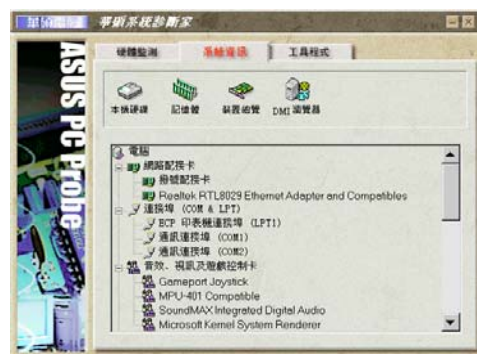 華碩系統診斷家
ASUS PC Probe
硬體監測
系統資訊
工具程式
本機硬碟
記憶體
裝置總管
DMI 瀏覽器
電腦
網路配接卡
撥號配接卡
Realtek RTL8029 Ethernet Adapter and Compatibles
連接埠 (COM & LPT)
ECP 印表機連接埠 (LPT1)
通訊連接埠 (COM1)
通訊連接埠 (COM2)
音效、視訊及遊戲控制卡
Gameport Joystick
MPU-401 Compatible
SoundMAX Integrated Digital Audio
Microsoft Kernel System Renderer